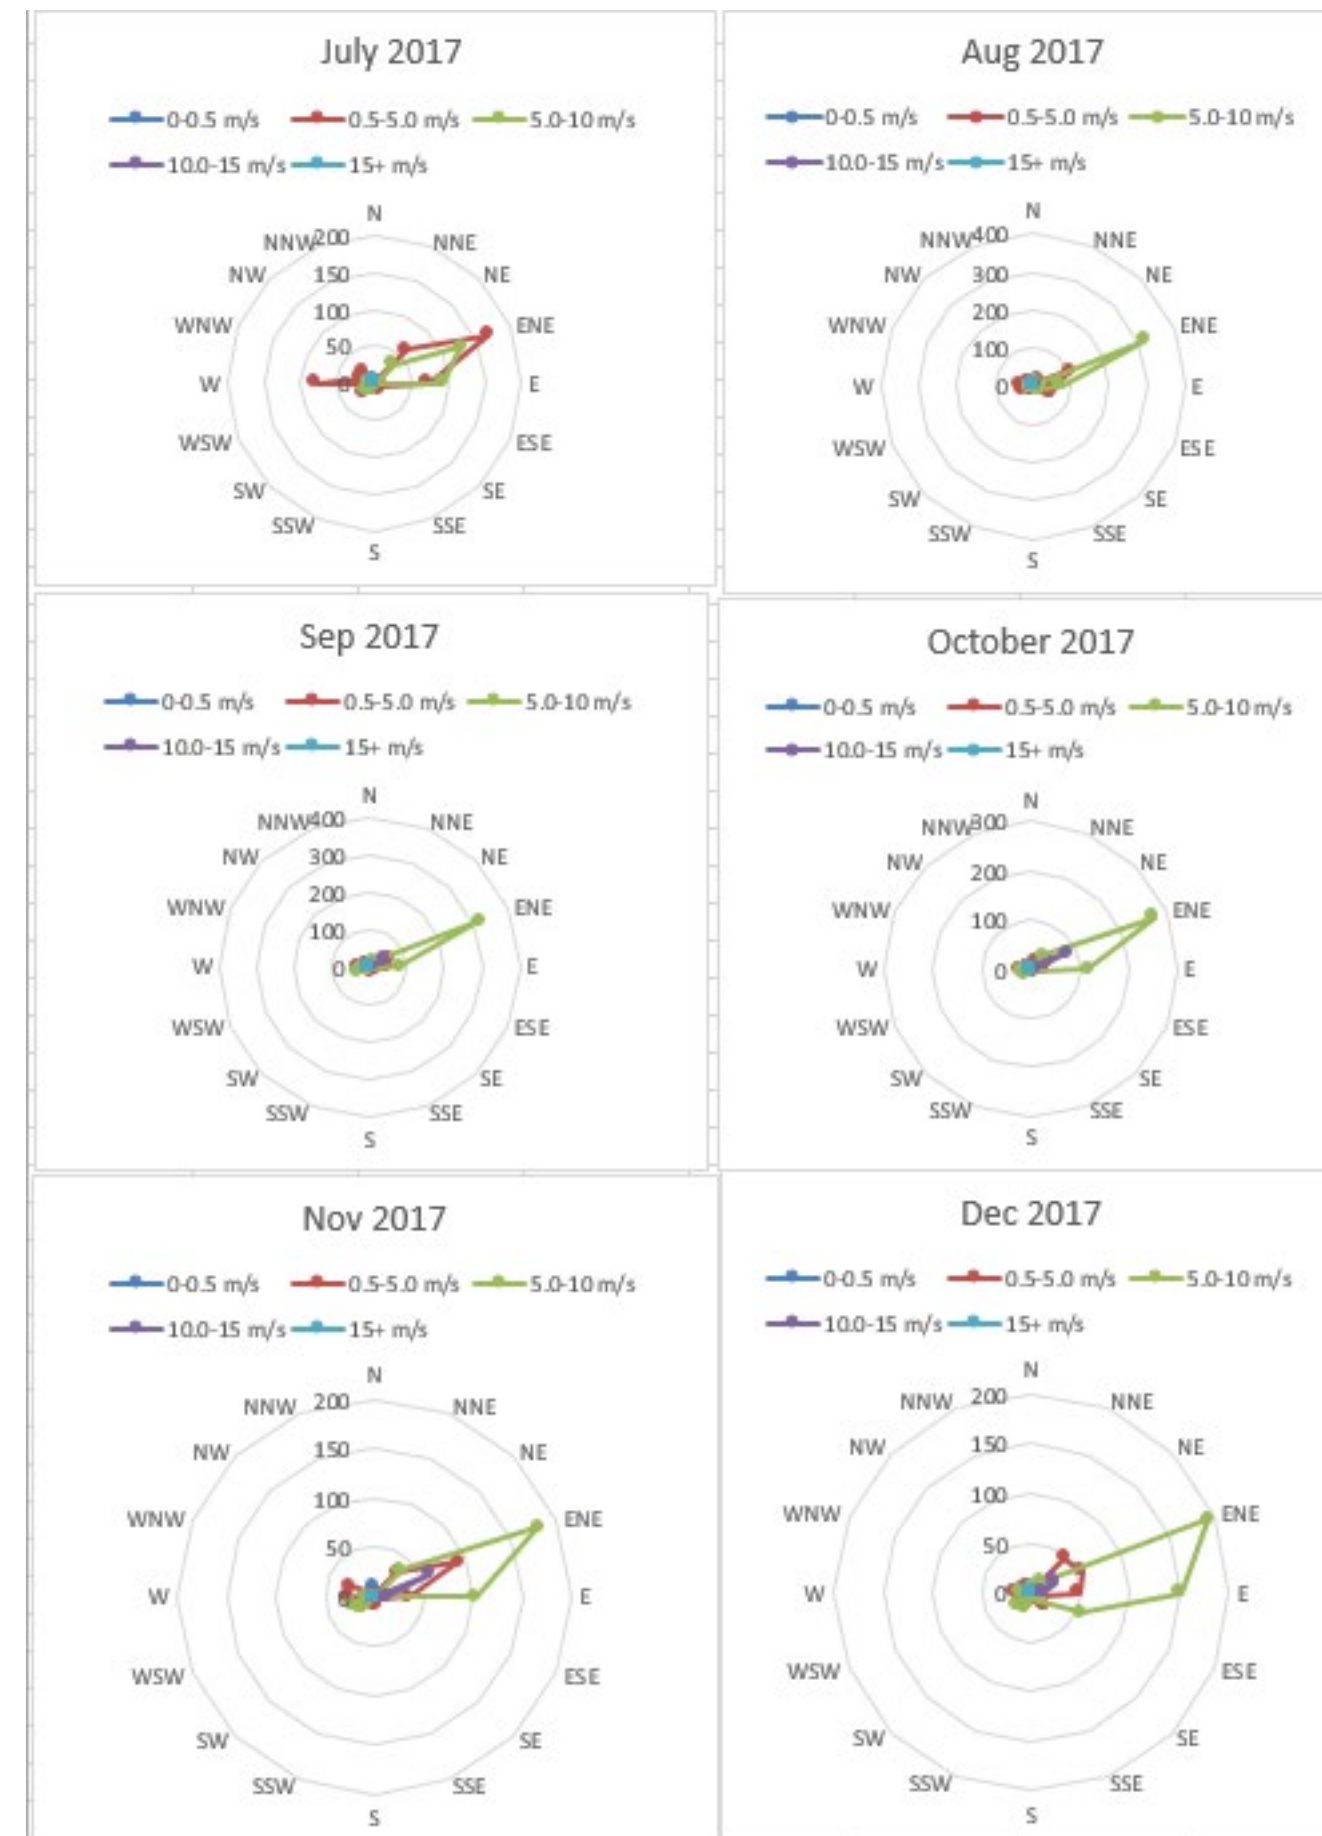 July 2017
0-0.5 m/s 0.5-5.0 m/s 5.0-10 m/s
10.0-15 m/s 15+ m/s
N
NNW 200 NNE
NW 150 NE
100
WNW 50 ENE
W 0 E
WSW ESE
SW SE
SSW SSE
S
Aug 2017
0-0.5 m/s 0.5-5.0 m/s 5.0-10 m/s
10.0-15 m/s 15+ m/s
N
NNW 400 NNE
NW 300 NE
200
WNW 100 ENE
W 0 E
WSW ESE
SW SE
SSW SSE
S
Sep 2017
0-0.5 m/s 0.5-5.0 m/s 5.0-10 m/s
10.0-15 m/s 15+ m/s
N
NNW 400 NNE
NW 300 NE
200
WNW 100 ENE
W 0 E
WSW ESE
SW SE
SSW SSE
S
October 2017
0-0.5 m/s 0.5-5.0 m/s 5.0-10 m/s
10.0-15 m/s 15+ m/s
N
NNW 300 NNE
NW 200 NE
WNW 100 ENE
W 0 E
WSW ESE
SW SE
SSW SSE
S
Nov 2017
0-0.5 m/s 0.5-5.0 m/s 5.0-10 m/s
10.0-15 m/s 15+ m/s
N
NNW 200 NNE
NW 150 NE
100
WNW 50 ENE
W 0 E
WSW ESE
SW SE
SSW SSE
S
Dec 2017
0-0.5 m/s 0.5-5.0 m/s 5.0-10 m/s
10.0-15 m/s 15+ m/s
N
NNW 200 NNE
NW 150 NE
100
WNW 50 ENE
W 0 E
WSW ESE
SW SE
SSW SSE
S